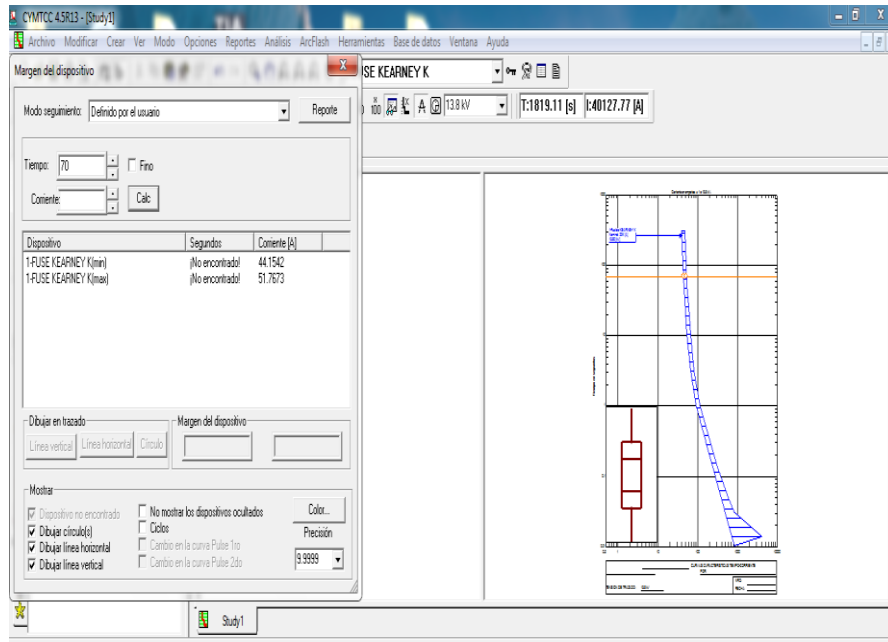 CYMTCC 4.5R13 - [Study1]
Archivo Modificar Crear Ver Modo Opciones Reportes Análisis ArcFlash Herramientas Base de datos Ventana Ayuda
Margen del dispositivo
USE KEARNEY K
Modo seguimiento: Definido por el usuario Reporte
100 A 13.8 kV T:1819.11 [s] I:40127.77 [A]
Tiempo: 70 Fino
Corriente: Calc
Dispositivo Segundos Corriente [A]
1-FUSE KEARNEY K(min) ¡No encontrado! 44.1542
1-FUSE KEARNEY K(max) ¡No encontrado! 51.7673
Dibujar en trazado
Línea vertical Línea horizontal Círculo
Margen del dispositivo
Mostrar
Dispositivo no encontrado
Dibujar círculo(s)
Dibujar línea horizontal
Dibujar línea vertical
No mostrar los dispositivos ocultados
Ciclos
Cambio en la curva Pulse 1ro
Cambio en la curva Pulse 2do
Color...
Precisión
9.9999
Study1